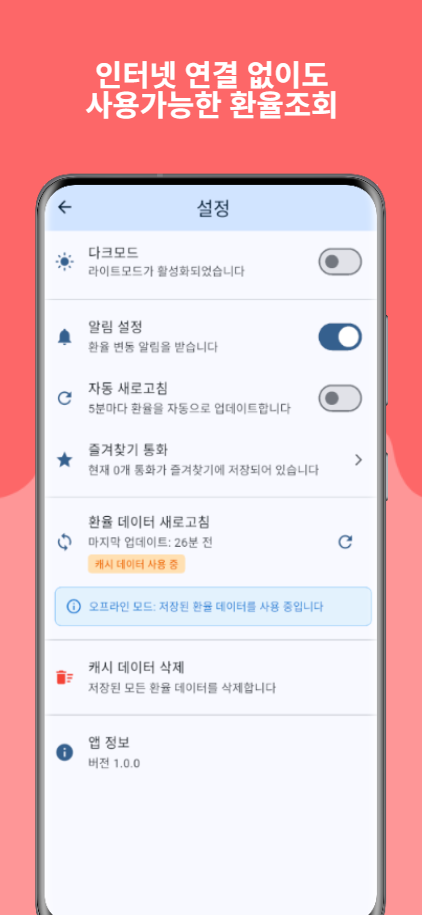 인터넷 연결 없이도
사용가능한 환율조회
설정
다크모드
라이트모드가 활성화되었습니다
알림 설정
환율 변동 알림을 받습니다
자동 새로고침
5분마다 환율을 자동으로 업데이트합니다
즐겨찾기 통화
현재 0개 통화가 즐겨찾기에 저장되어 있습니다
환율 데이터 새로고침
마지막 업데이트: 26분 전
캐시 데이터 사용 중
오프라인 모드: 저장된 환율 데이터를 사용 중입니다
캐시 데이터 삭제
저장된 모든 환율 데이터를 삭제합니다
앱 정보
버전 1.0.0